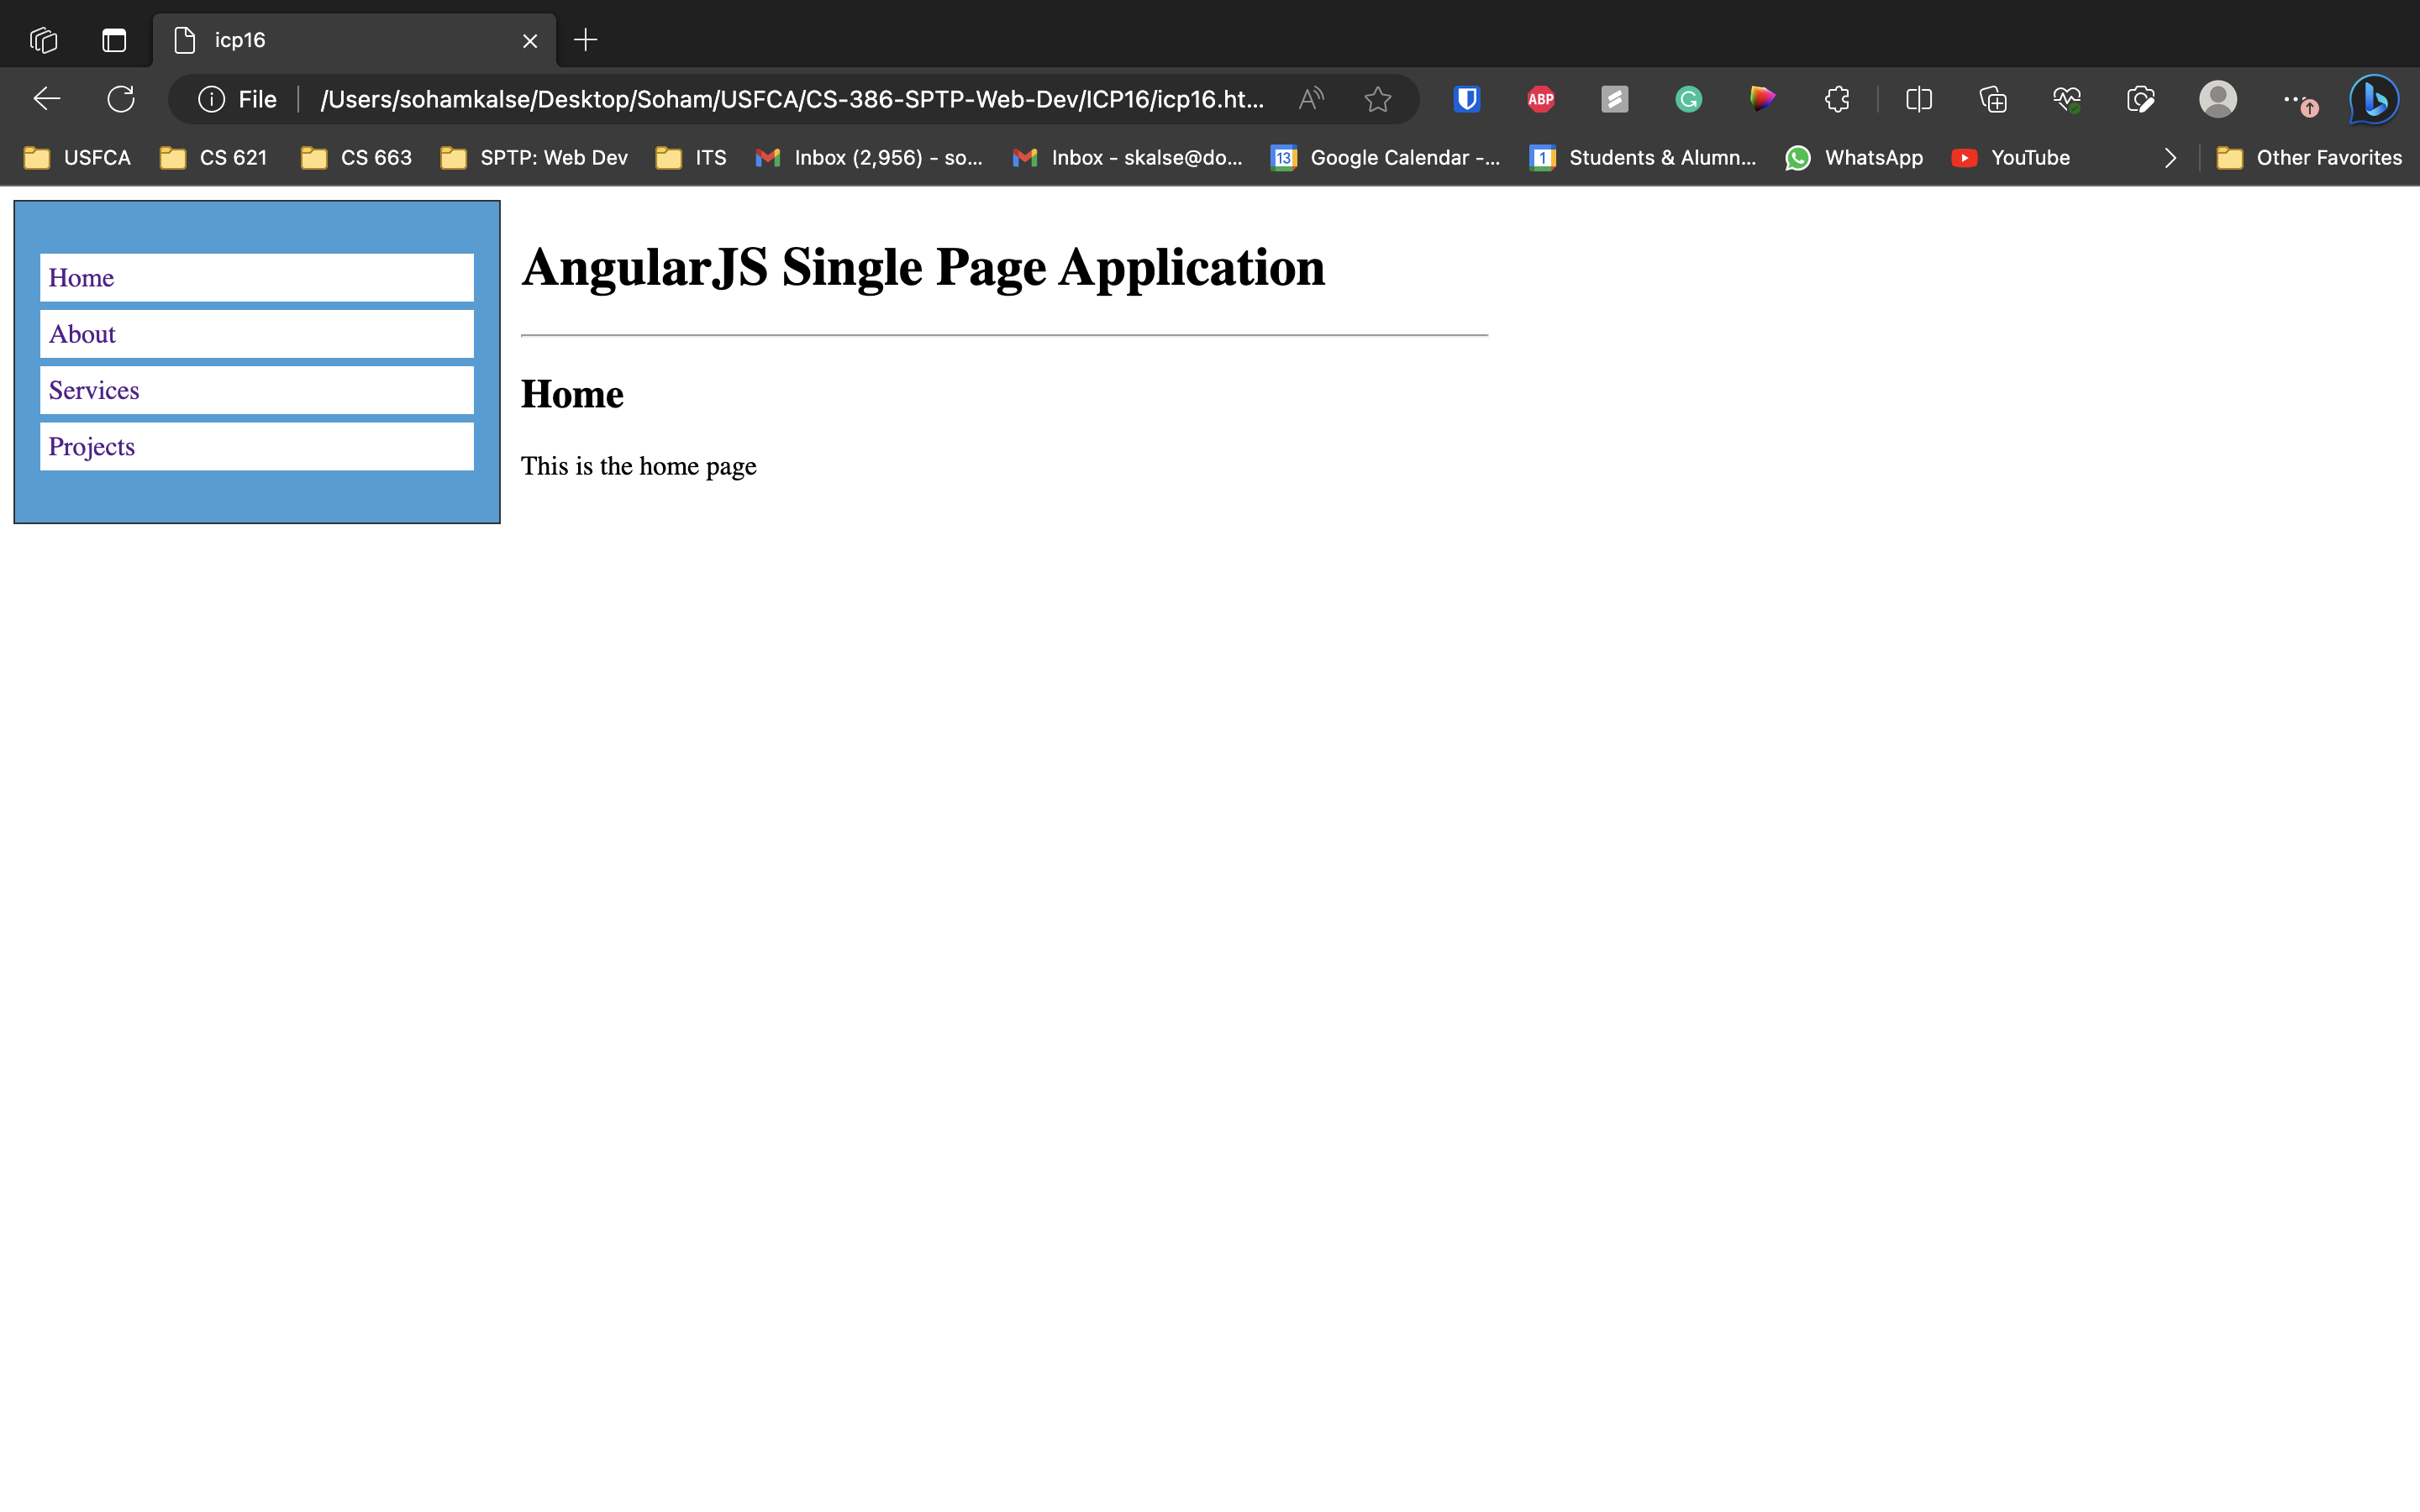 icp16
File /Users/sohamkalse/Desktop/Soham/USFCA/CS-386-SPTP-Web-Dev/ICP16/icp16.ht... A ABP G
USFCA CS 621 CS 663 SPTP: Web Dev ITS Inbox (2,956) - so... Inbox - skalse@do... 13 Google Calendar -... 1 Students & Alumn... WhatsApp YouTube Other Favorites
Home
About
Services
Projects
AngularJS Single Page Application
Home
This is the home page